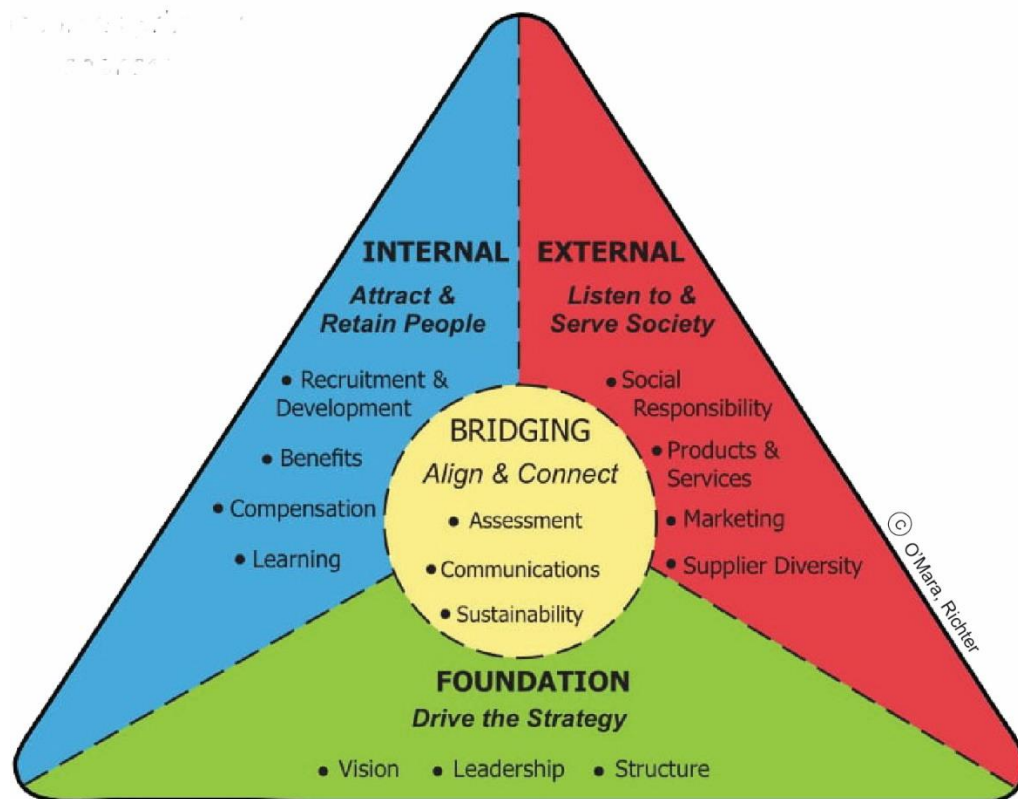 INTERNAL
Attract &
Retain People
• Recruitment &
Development
• Benefits
• Compensation
• Learning
EXTERNAL
Listen to &
Serve Society
• Social
Responsibility
• Products &
Services
• Marketing
• Supplier Diversity
BRIDGING
Align & Connect
• Assessment
• Communications
• Sustainability
FOUNDATION
Drive the Strategy
• Vision • Leadership • Structure
© O'Mara, Richter